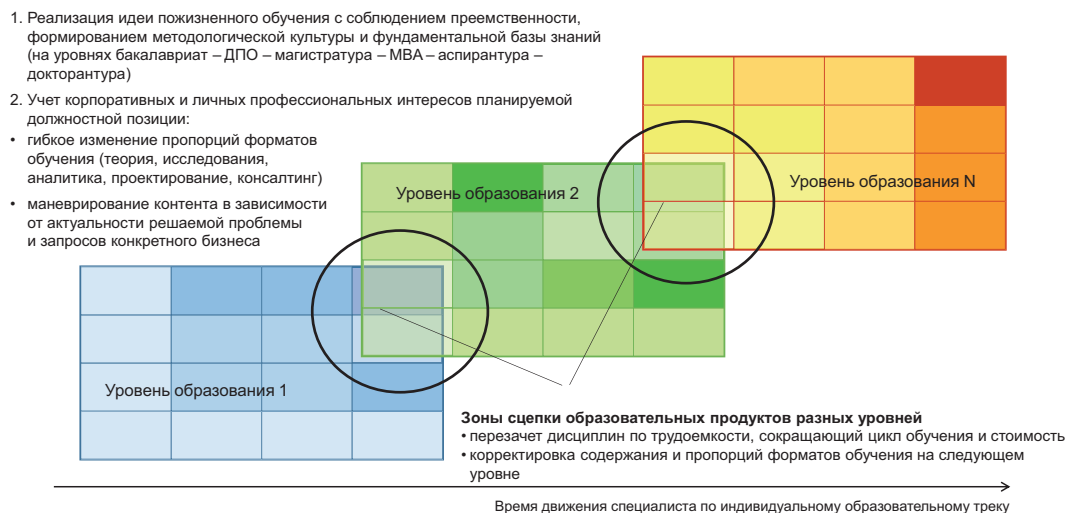 1. Реализация идеи пожизненного обучения с соблюдением преемственности,
формированием методологической культуры и фундаментальной базы знаний
(на уровнях бакалавриат – ДПО – магистратура – МВА – аспирантура –
докторантура)
2. Учет корпоративных и личных профессиональных интересов планируемой
должностной позиции:
• гибкое изменение пропорций форматов
обучения (теория, исследования,
аналитика, проектирование, консалтинг)
• маневрирование контента в зависимости
от актуальности решаемой проблемы
и запросов конкретного бизнеса
Уровень образования N
Уровень образования 2
Уровень образования 1
Зоны сцепки образовательных продуктов разных уровней
• перезачет дисциплин по трудоемкости, сокращающий цикл обучения и стоимость
• корректировка содержания и пропорций форматов обучения на следующем
уровне
Время движения специалиста по индивидуальному образовательному треку